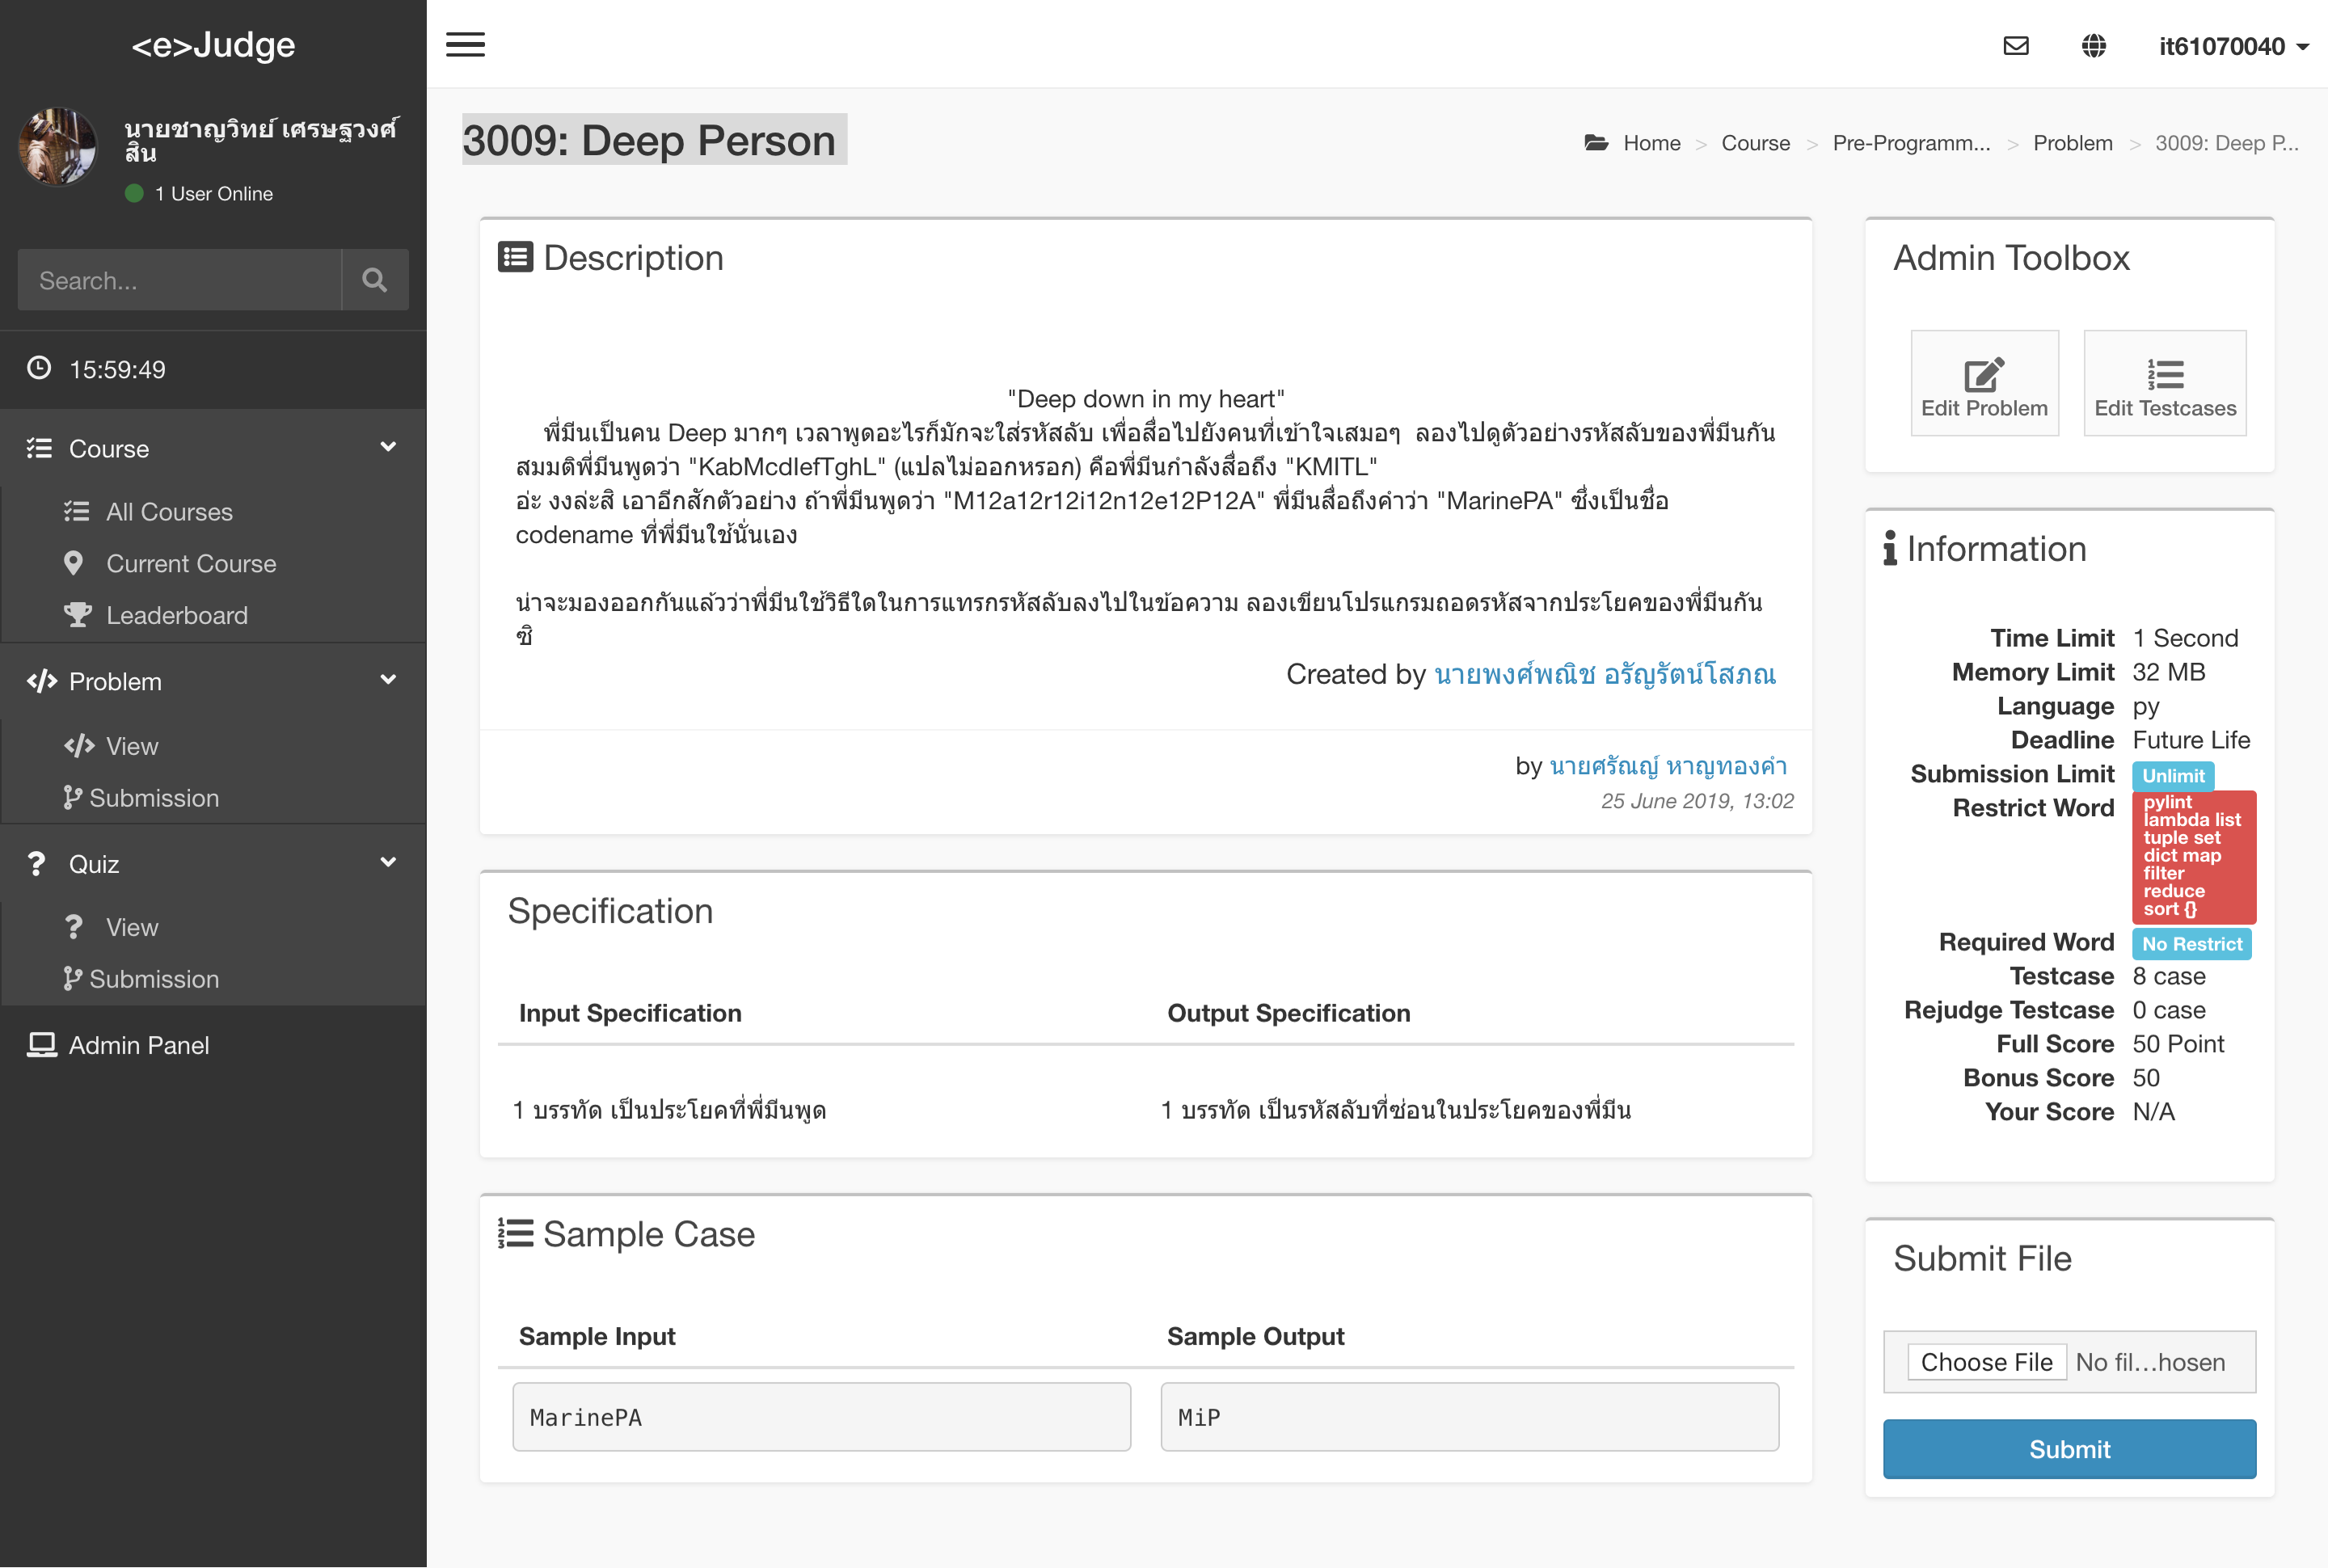 <e>Judge
it61070040
นายชาญวิทย์ เศรษฐวงศ์
สิน
1 User Online
Search...
15:59:49
Course
All Courses
Current Course
Leaderboard
Problem
View
Submission
Quiz
View
Submission
Admin Panel
3009: Deep Person
Home > Course > Pre-Programm... > Problem > 3009: Deep P...
Description
"Deep down in my heart"
พี่มีนเป็นคน Deep มากๆ เวลาพูดอะไรก็มักจะใส่รหัสลับ เพื่อสื่อไปยังคนที่เข้าใจเสมอๆ ลองไปดูตัวอย่างรหัสลับของพี่มีนกัน
สมมติพี่มีนพูดว่า "KabMcdIefTghL" (แปลไม่ออกหรอก) คือพี่มีนกำลังสื่อถึง "KMITL"
อ่ะ งงล่ะสิ เอาอีกสักตัวอย่าง ถ้าพี่มีนพูดว่า "M12a12r12i12n12e12P12A" พี่มีนสื่อถึงคำว่า "MarinePA" ซึ่งเป็นชื่อ
codename ที่พี่มีนใช้นั่นเอง
น่าจะมองออกกันแล้วว่าพี่มีนใช้วิธีใดในการแทรกรหัสลับลงไปในข้อความ ลองเขียนโปรแกรมถอดรหัสจากประโยคของพี่มีนกัน
ซิ
Created by นายพงศ์พณิช อรัญรัตน์โสภณ
by นายศรัณญ์ หาญทองคำ
25 June 2019, 13:02
Specification
Input Specification
Output Specification
1 บรรทัด เป็นประโยคที่พี่มีนพูด
1 บรรทัด เป็นรหัสลับที่ซ่อนในประโยคของพี่มีน
Sample Case
Sample Input
Sample Output
MarinePA
MiP
Admin Toolbox
Edit Problem
Edit Testcases
Information
Time Limit 1 Second
Memory Limit 32 MB
Language py
Deadline Future Life
Submission Limit Unlimit
Restrict Word pylint
lambda list
tuple set
dict map
filter
reduce
sort {}
Required Word No Restrict
Testcase 8 case
Rejudge Testcase 0 case
Full Score 50 Point
Bonus Score 50
Your Score N/A
Submit File
Choose File No fil...hosen
Submit